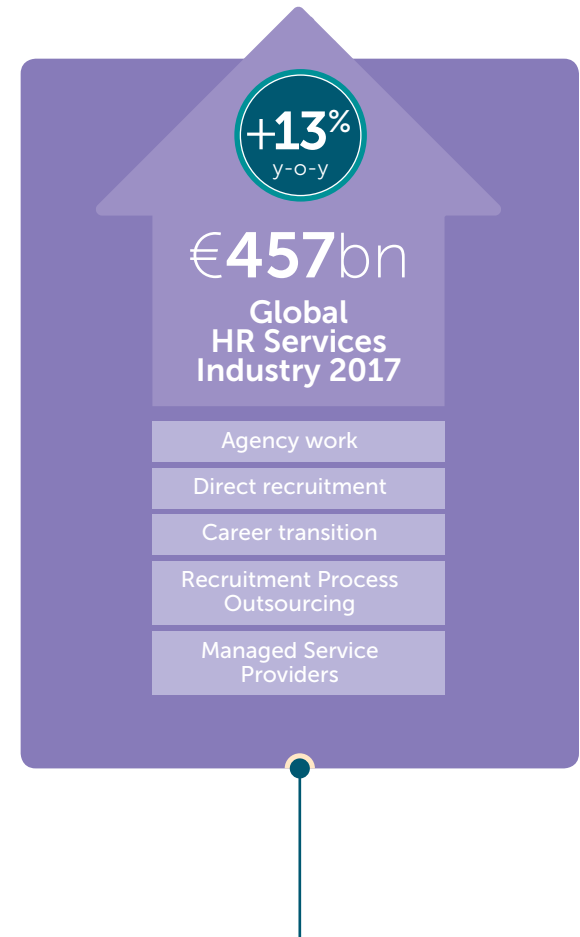 +13%
y-o-y
€457bn
Global
HR Services
Industry 2017
Agency work
Direct recruitment
Career transition
Recruitment Process
Outsourcing
Managed Service
Providers